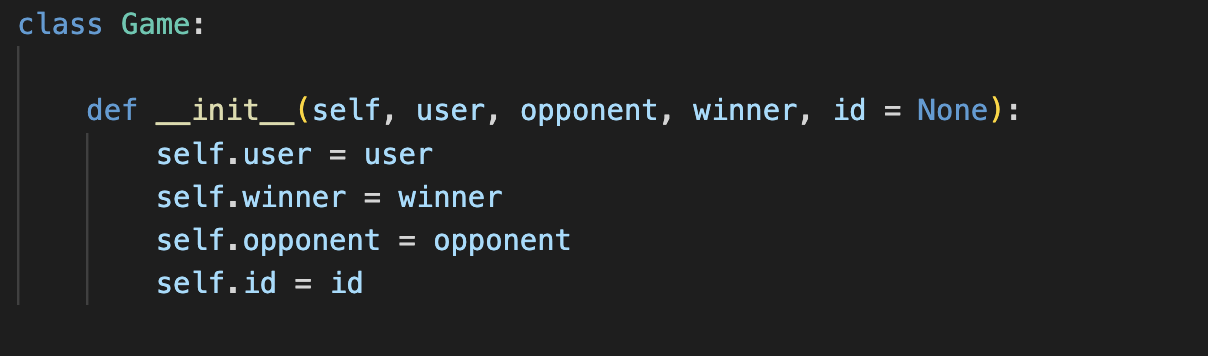 class Game:
    def __init__(self, user, opponent, winner, id = None):
        self.user = user
        self.winner = winner
        self.opponent = opponent
        self.id = id